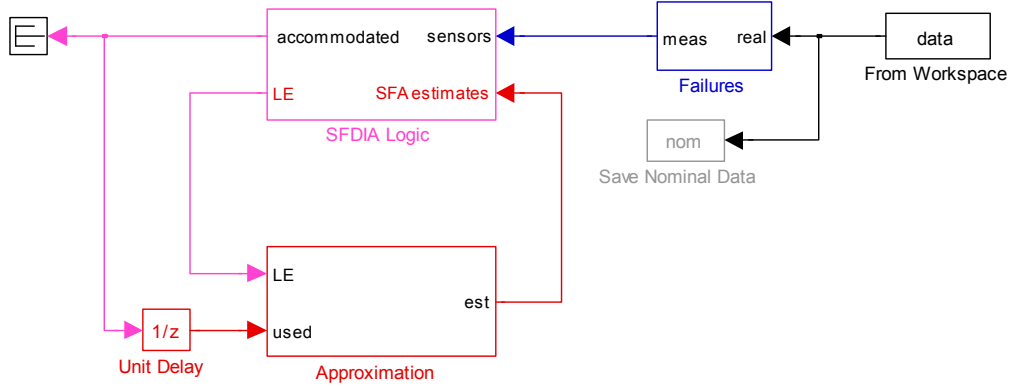 accommodated
sensors
LE
SFA estimates
SFDIA Logic
meas
real
Failures
data
From Workspace
nom
Save Nominal Data
LE
est
used
Approximation
1/z
Unit Delay